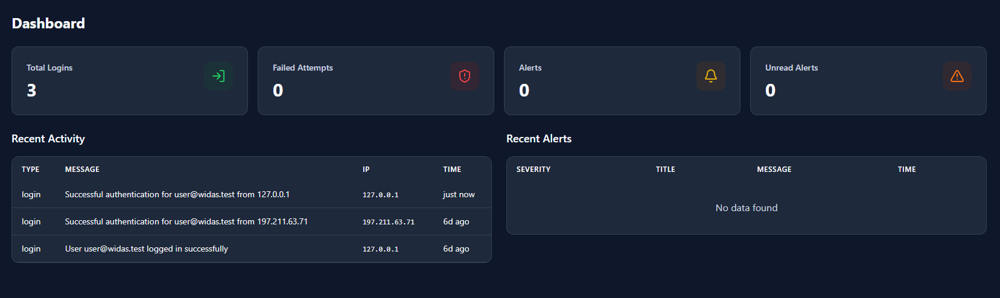 Dashboard
Total Logins
3
Failed Attempts
0
Alerts
0
Unread Alerts
0
Recent Activity
TYPE MESSAGE IP TIME
login Successful authentication for user@widas.test from 127.0.0.1 127.0.0.1 just now
login Successful authentication for user@widas.test from 197.211.63.71 197.211.63.71 6d ago
login User user@widas.test logged in successfully 127.0.0.1 6d ago
Recent Alerts
SEVERITY TITLE MESSAGE TIME
No data found